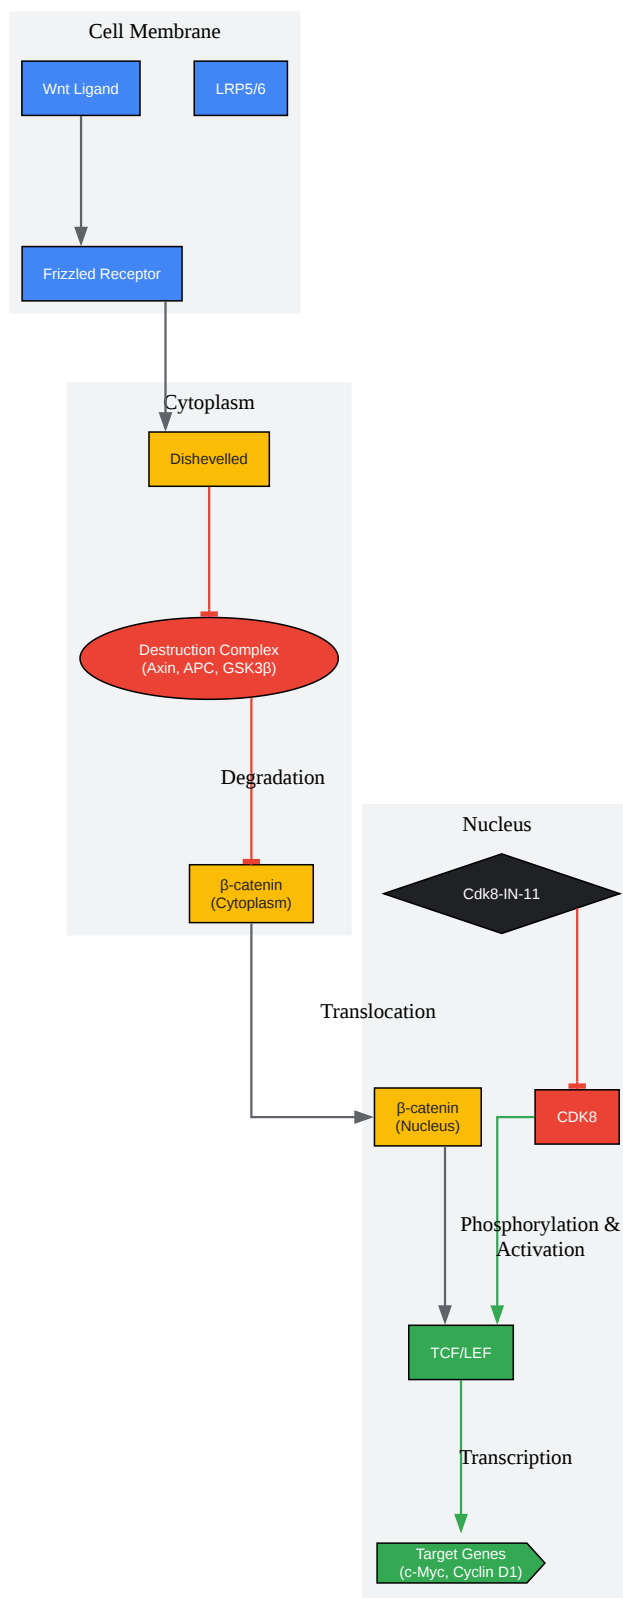 Cell Membrane
Wnt Ligand
LRP5/6
Frizzled Receptor
Cytoplasm
Dishevelled
Destruction Complex
(Axin, APC, GSK3β)
Degradation
β-catenin
(Cytoplasm)
Nucleus
Cdk8-IN-11
Translocation
β-catenin
(Nucleus)
CDK8
Phosphorylation &
Activation
TCF/LEF
Transcription
Target Genes
(c-Myc, Cyclin D1)